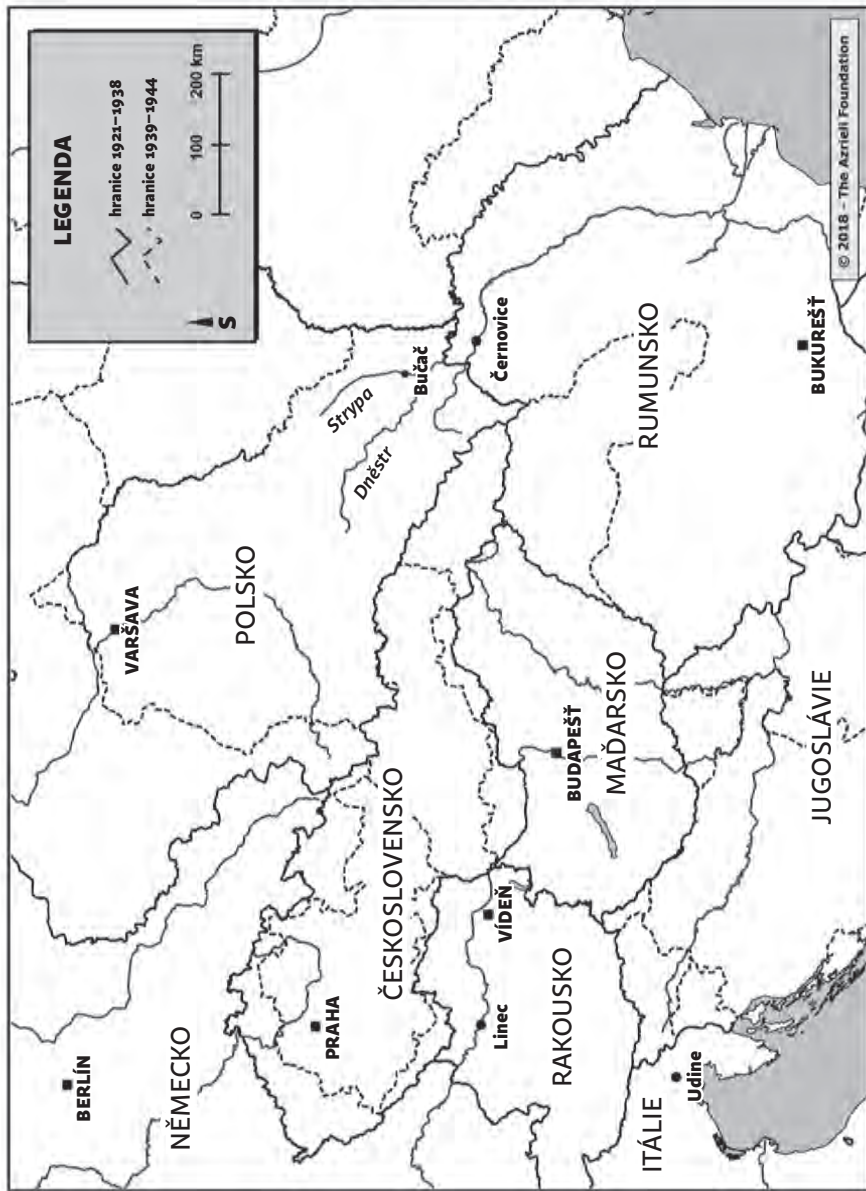 LEGENDA
hranice 1921–1938
hranice 1939–1944
0 100 200 km
S
BERLÍN
NĚMECKO
VARŠAVA
POLSKO
PRAHA
ČESKOSLOVENSKO
Strypa
Dněstr
Bučač
Černovice
Linec
VÍDEŇ
RAKOUSKO
BUDAPEŠŤ
MAĎARSKO
RUMUNSKO
BUKUREŠŤ
ITÁLIE
Udine
JUGOSLÁVIE
© 2018 – The Azrieli Foundation